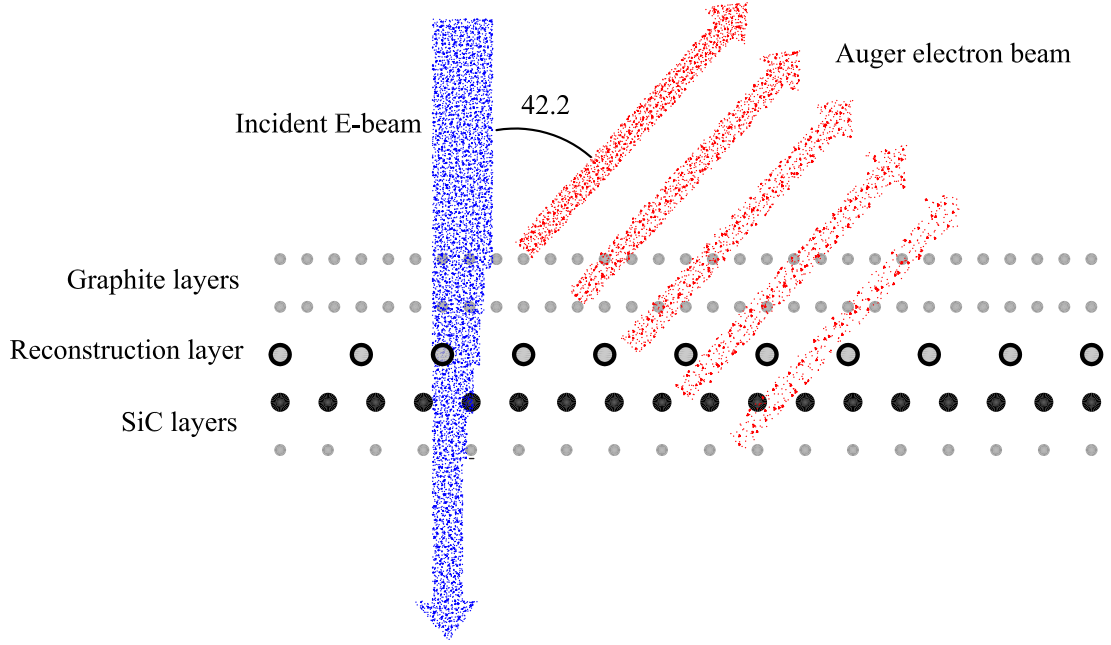 Auger electron beam
42.2
Incident E-beam
Graphite layers
Reconstruction layer
SiC layers